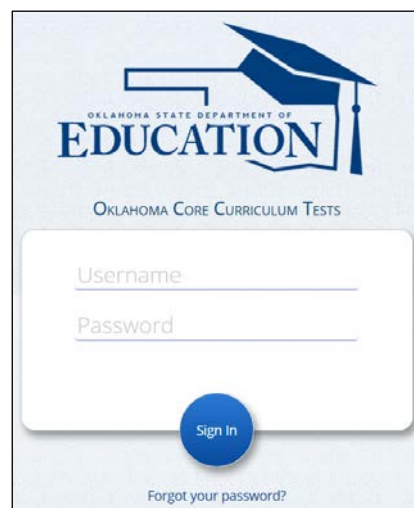 OKLAHOMA STATE DEPARTMENT OF
EDUCATION
OKLAHOMA CORE CURRICULUM TESTS
Username
Password
Sign In
Forgot your password?